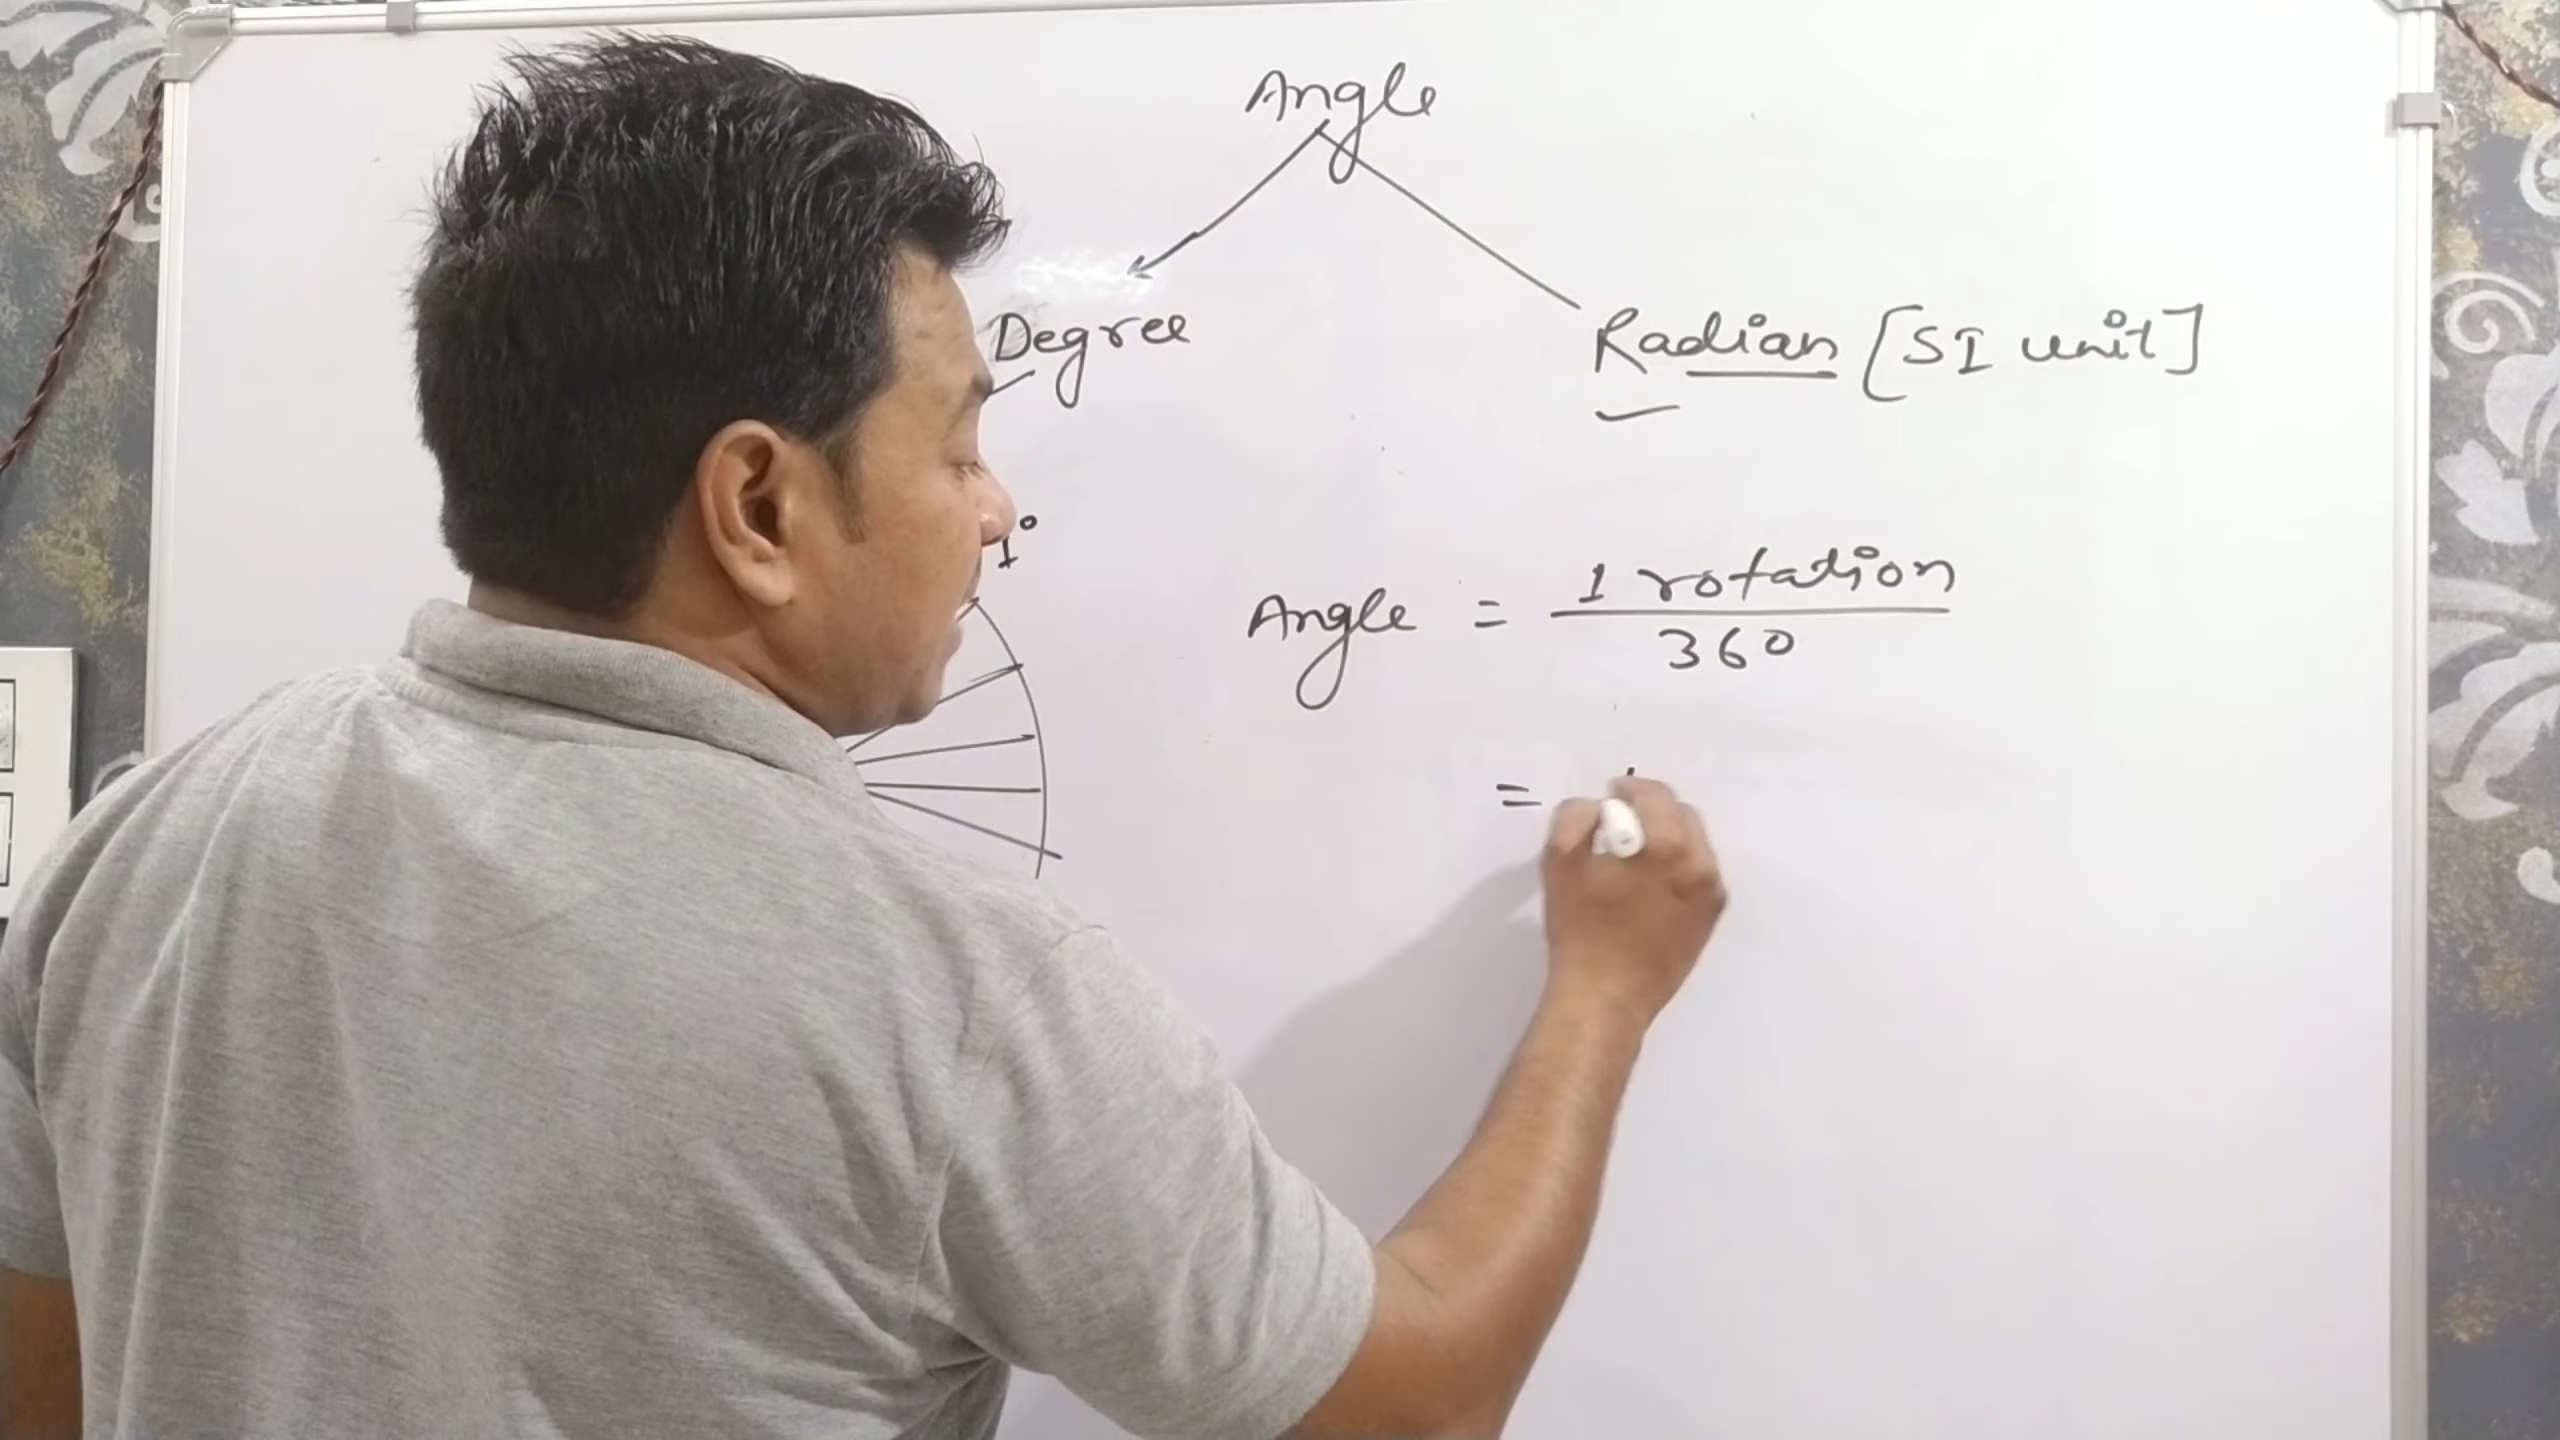 Angle
Degree
Radian [SI unit]
1°
Angle = 1 rotation
360
=